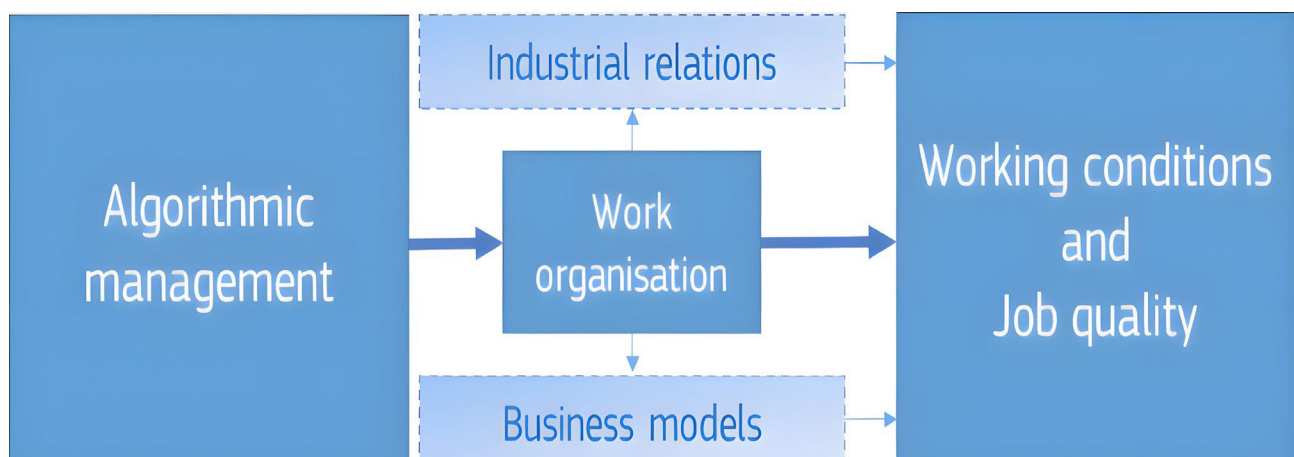 Algorithmic
management
Industrial relations
Work
organisation
Business models
Working conditions
and
Job quality